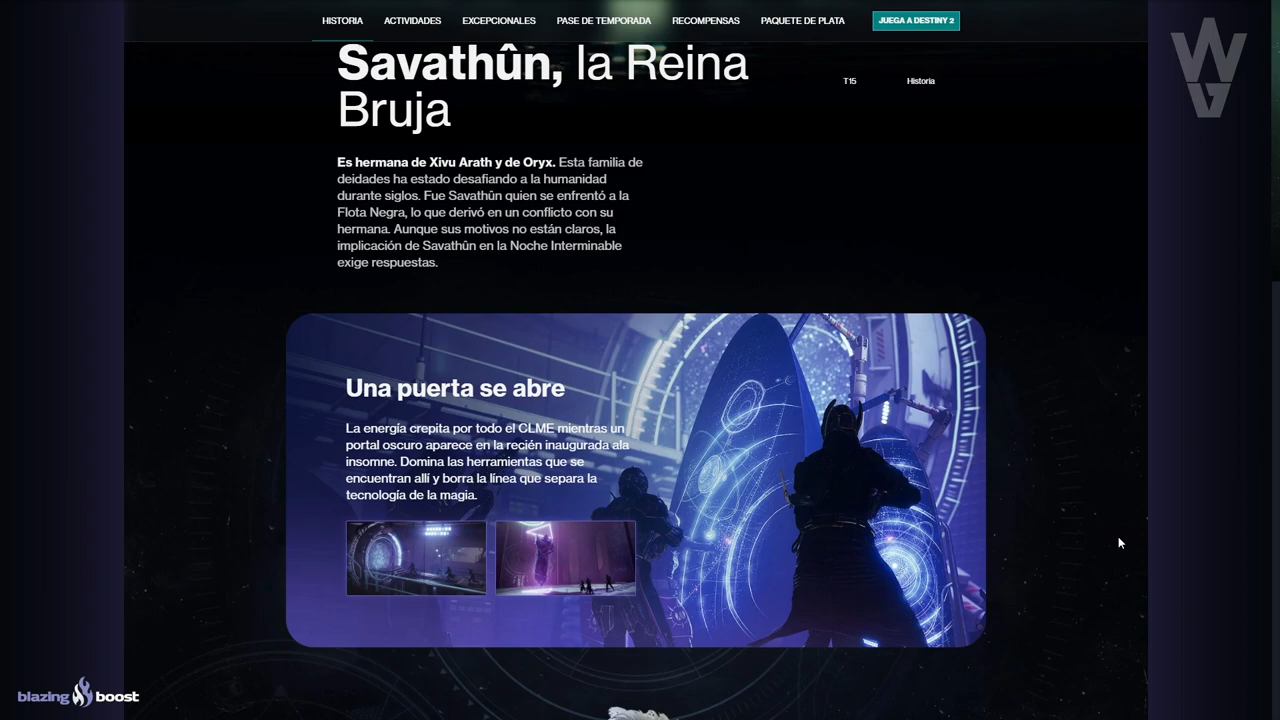 HISTORIA ACTIVIDADES EXCEPCIONALES PASE DE TEMPORADA RECOMPENSAS PAQUETE DE PLATA JUEGA A DESTINY 2
Savathûn, la Reina
Bruja
T15 Historia
Es hermana de Xivu Arath y de Oryx. Esta familia de
deidades ha estado desafiando a la humanidad
durante siglos. Fue Savathûn quien se enfrentó a la
Flota Negra, lo que derivó en un conflicto con su
hermana. Aunque sus motivos no están claros, la
implicación de Savathûn en la Noche Interminable
exige respuestas.
Una puerta se abre
La energía crepita por todo el CLME mientras un
portal oscuro aparece en la recién inaugurada ala
insomne. Domina las herramientas que se
encuentran allí y borra la línea que separa la
tecnología de la magia.
blazing boost